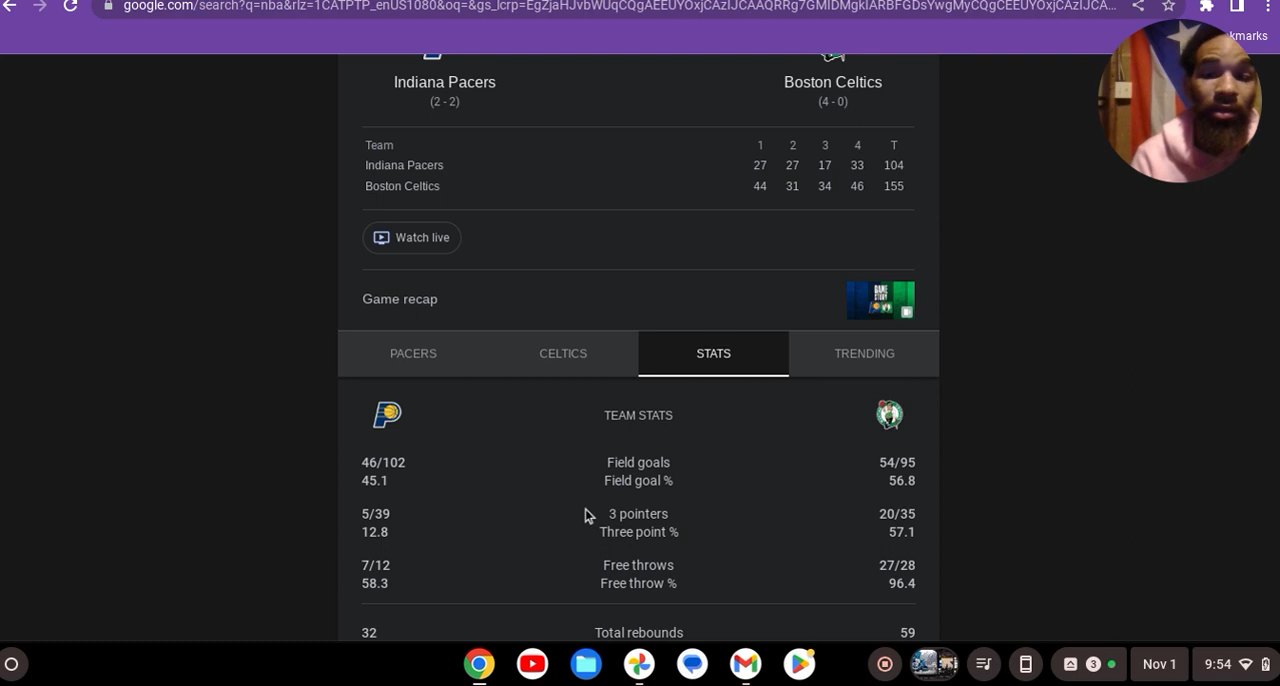 google.com/search?q=nba&rlz=1CATPTP_enUS1080&oq=&gs_lcrp=EgZjaHJvbWUqCQgAEEUYOxjCAzIJCAAQRRg7GMIDMgkIARBFGDsYwgMyCQgCEEUYOxjCAzIJCA...
kmarks
Indiana Pacers Boston Celtics
(2 - 2) (4 - 0)
Team 1 2 3 4 T
Indiana Pacers 27 27 17 33 104
Boston Celtics 44 31 34 46 155
Watch live
Game recap
GAME STORY
PACERS CELTICS STATS TRENDING
TEAM STATS
46/102 Field goals 54/95
45.1 Field goal % 56.8
5/39 3 pointers 20/35
12.8 Three point % 57.1
7/12 Free throws 27/28
58.3 Free throw % 96.4
32 Total rebounds 59
3 Nov 1 9:54